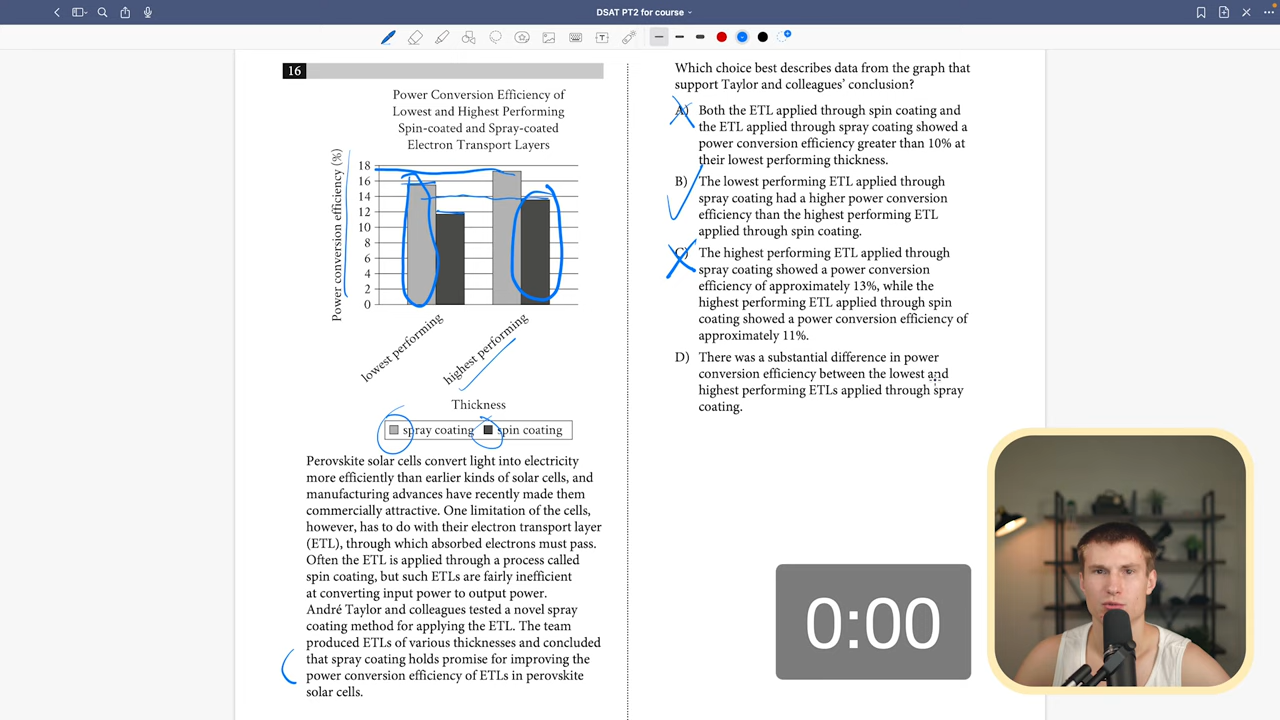 DSAT PT2 for course
16
Power Conversion Efficiency of
Lowest and Highest Performing
Spin-coated and Spray-coated
Electron Transport Layers
Power conversion efficiency (%)
18
16
14
12
10
8
6
4
2
0
lowest performing
highest performing
Thickness
spray coating spin coating
Perovskite solar cells convert light into electricity
more efficiently than earlier kinds of solar cells, and
manufacturing advances have recently made them
commercially attractive. One limitation of the cells,
however, has to do with their electron transport layer
(ETL), through which absorbed electrons must pass.
Often the ETL is applied through a process called
spin coating, but such ETLs are fairly inefficient
at converting input power to output power.
André Taylor and colleagues tested a novel spray
coating method for applying the ETL. The team
produced ETLs of various thicknesses and concluded
that spray coating holds promise for improving the
power conversion efficiency of ETLs in perovskite
solar cells.
Which choice best describes data from the graph that
support Taylor and colleagues' conclusion?
A) Both the ETL applied through spin coating and
the ETL applied through spray coating showed a
power conversion efficiency greater than 10% at
their lowest performing thickness.
B) The lowest performing ETL applied through
spray coating had a higher power conversion
efficiency than the highest performing ETL
applied through spin coating.
C) The highest performing ETL applied through
spray coating showed a power conversion
efficiency of approximately 13%, while the
highest performing ETL applied through spin
coating showed a power conversion efficiency of
approximately 11%.
D) There was a substantial difference in power
conversion efficiency between the lowest and
highest performing ETLs applied through spray
coating.
0:00